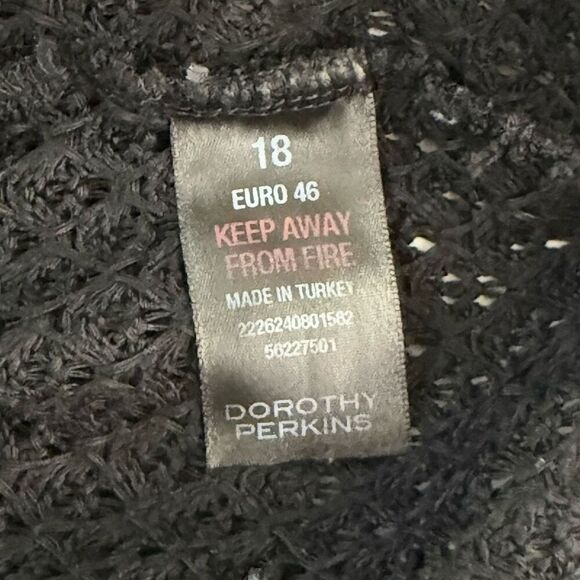 18
EURO 46
KEEP AWAY
FROM FIRE
MADE IN TURKEY
2226240801582
56227501
DOROTHY
PERKINS